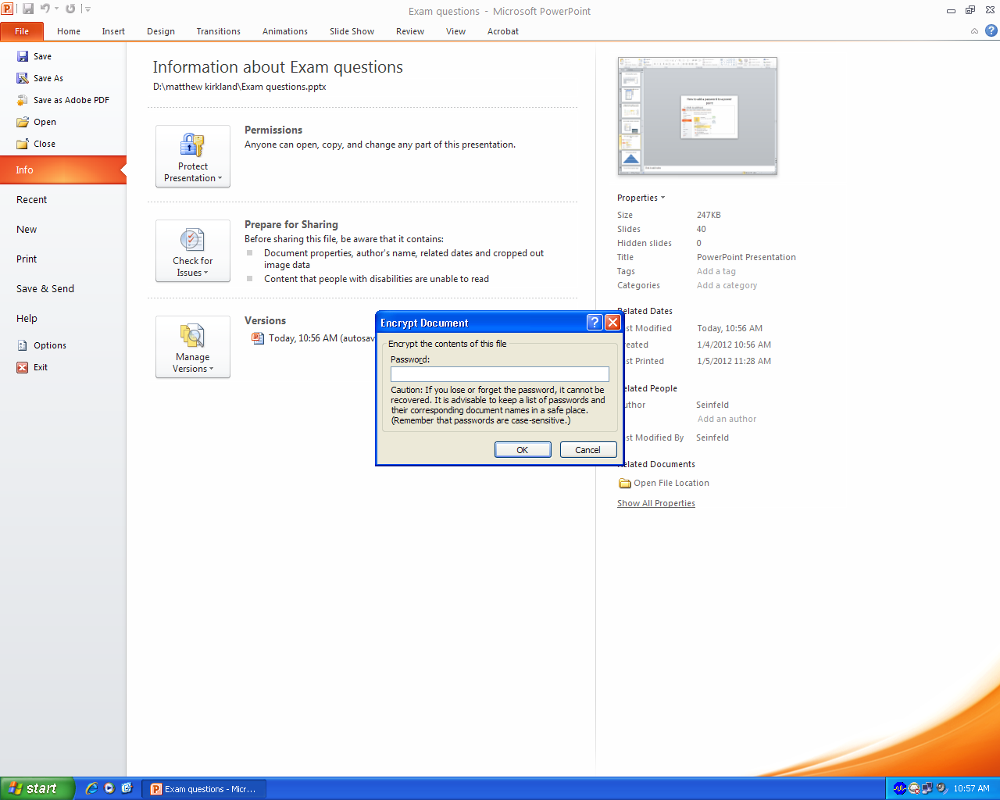 Exam questions - Microsoft PowerPoint
File Home Insert Design Transitions Animations Slide Show Review View Acrobat
Save
Save As
Save as Adobe PDF
Open
Close
Info
Recent
New
Print
Save & Send
Help
Options
Exit
Information about Exam questions
D:\matthew kirkland\Exam questions.pptx
Protect
Presentation
Permissions
Anyone can open, copy, and change any part of this presentation.
Check for
Issues
Prepare for Sharing
Before sharing this file, be aware that it contains:
Document properties, author's name, related dates and cropped out
image data
Content that people with disabilities are unable to read
Manage
Versions
Versions
Today, 10:56 AM (autosav
Encrypt Document
Encrypt the contents of this file
Password:
Caution: If you lose or forget the password, it cannot be
recovered. It is advisable to keep a list of passwords and
their corresponding document names in a safe place.
(Remember that passwords are case-sensitive.)
OK Cancel
How to add a password to a power
point
Properties
Size 247KB
Slides 40
Hidden slides 0
Title PowerPoint Presentation
Tags Add a tag
Categories Add a category
Related Dates
st Modified Today, 10:56 AM
eated 1/4/2012 10:56 AM
st Printed 1/5/2012 11:28 AM
elated People
uthor Seinfeld
Add an author
st Modified By Seinfeld
elated Documents
Open File Location
Show All Properties
start
Exam questions - Micr...
10:57 AM